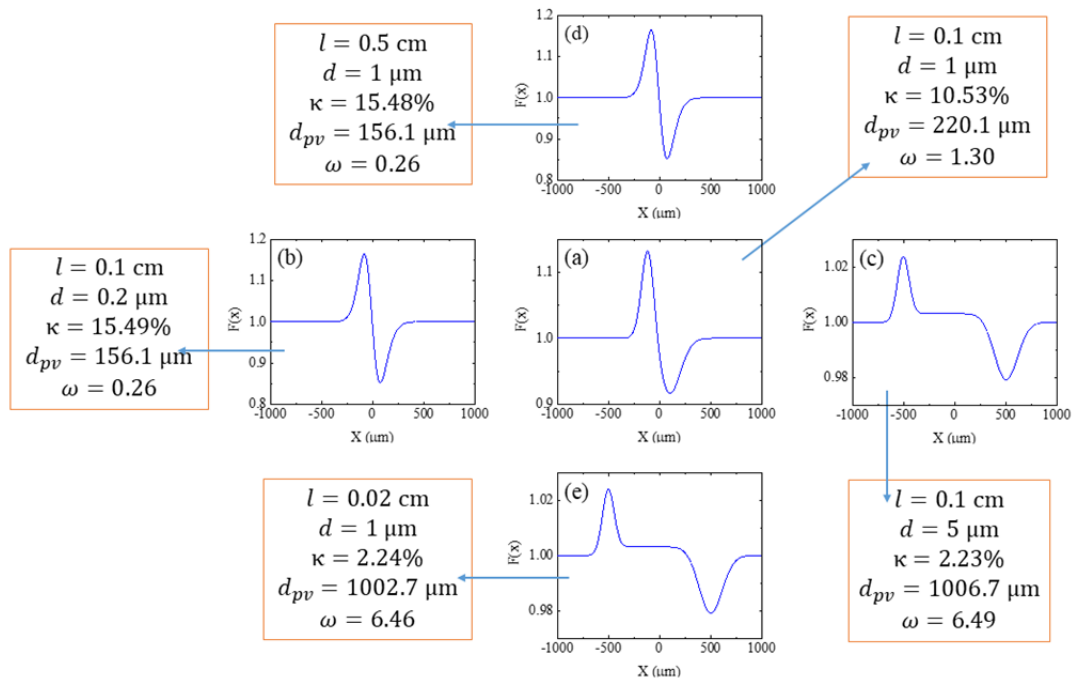 l = 0.5 cm
d = 1 μm
κ = 15.48%
d_pv = 156.1 μm
ω = 0.26
(d)
1.2
1.1
1.0
0.9
0.8
F(x)
-1000 -500 0 500 1000
X (μm)
l = 0.1 cm
d = 1 μm
κ = 10.53%
d_pv = 220.1 μm
ω = 1.30
l = 0.1 cm
d = 0.2 μm
κ = 15.49%
d_pv = 156.1 μm
ω = 0.26
(b)
1.2
1.1
1.0
0.9
0.8
F(x)
-1000 -500 0 500 1000
X (μm)
(a)
1.1
1.0
0.9
F(x)
-1000 -500 0 500 1000
X (μm)
(c)
1.02
1.00
0.98
F(x)
-1000 -500 0 500 1000
X (μm)
l = 0.02 cm
d = 1 μm
κ = 2.24%
d_pv = 1002.7 μm
ω = 6.46
(e)
1.02
1.00
0.98
F(x)
-1000 -500 0 500 1000
X (μm)
l = 0.1 cm
d = 5 μm
κ = 2.23%
d_pv = 1006.7 μm
ω = 6.49